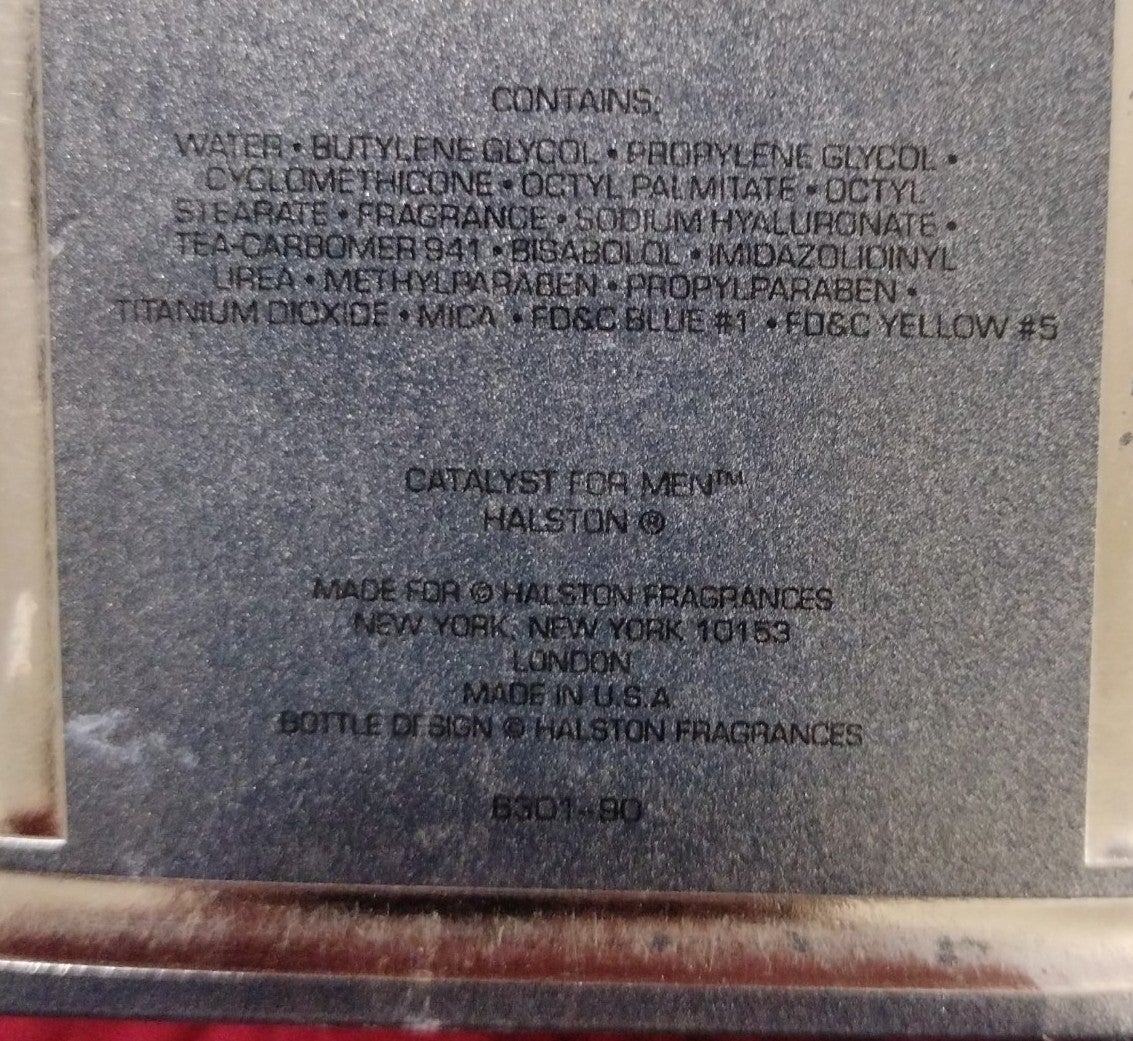 CONTAINS:
WATER • BUTYLENE GLYCOL • PROPYLENE GLYCOL •
CYCLOMETHICONE • OCTYL PALMITATE • OCTYL
STEARATE • FRAGRANCE • SODIUM HYALURONATE •
TEA-CARBOMER 941 • BISABOLOL • IMIDAZOLIDINYL
UREA • METHYLPARABEN • PROPYLPARABEN •
TITANIUM DIOXIDE • MICA • FD&C BLUE #1 • FD&C YELLOW #5
CATALYST FOR MEN™
HALSTON ®
MADE FOR © HALSTON FRAGRANCES
NEW YORK, NEW YORK 10153
LONDON
MADE IN U.S.A
BOTTLE DESIGN © HALSTON FRAGRANCES
6301-90